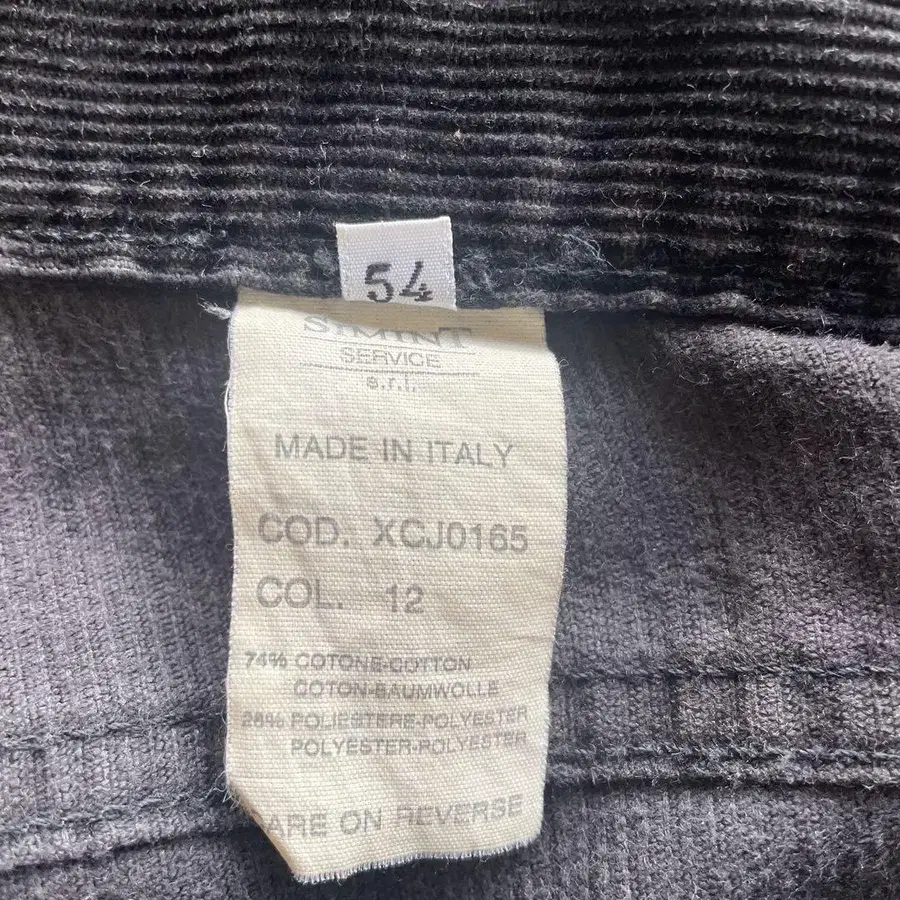 54
SIMINT
SERVICE
s.r.l.
MADE IN ITALY
COD. XCJ0165
COL. 12
74% COTONE-COTTON
COTON-BAUMWOLLE
26% POLIESTERE-POLYESTER
POLYESTER-POLYESTER
ARE ON REVERSE